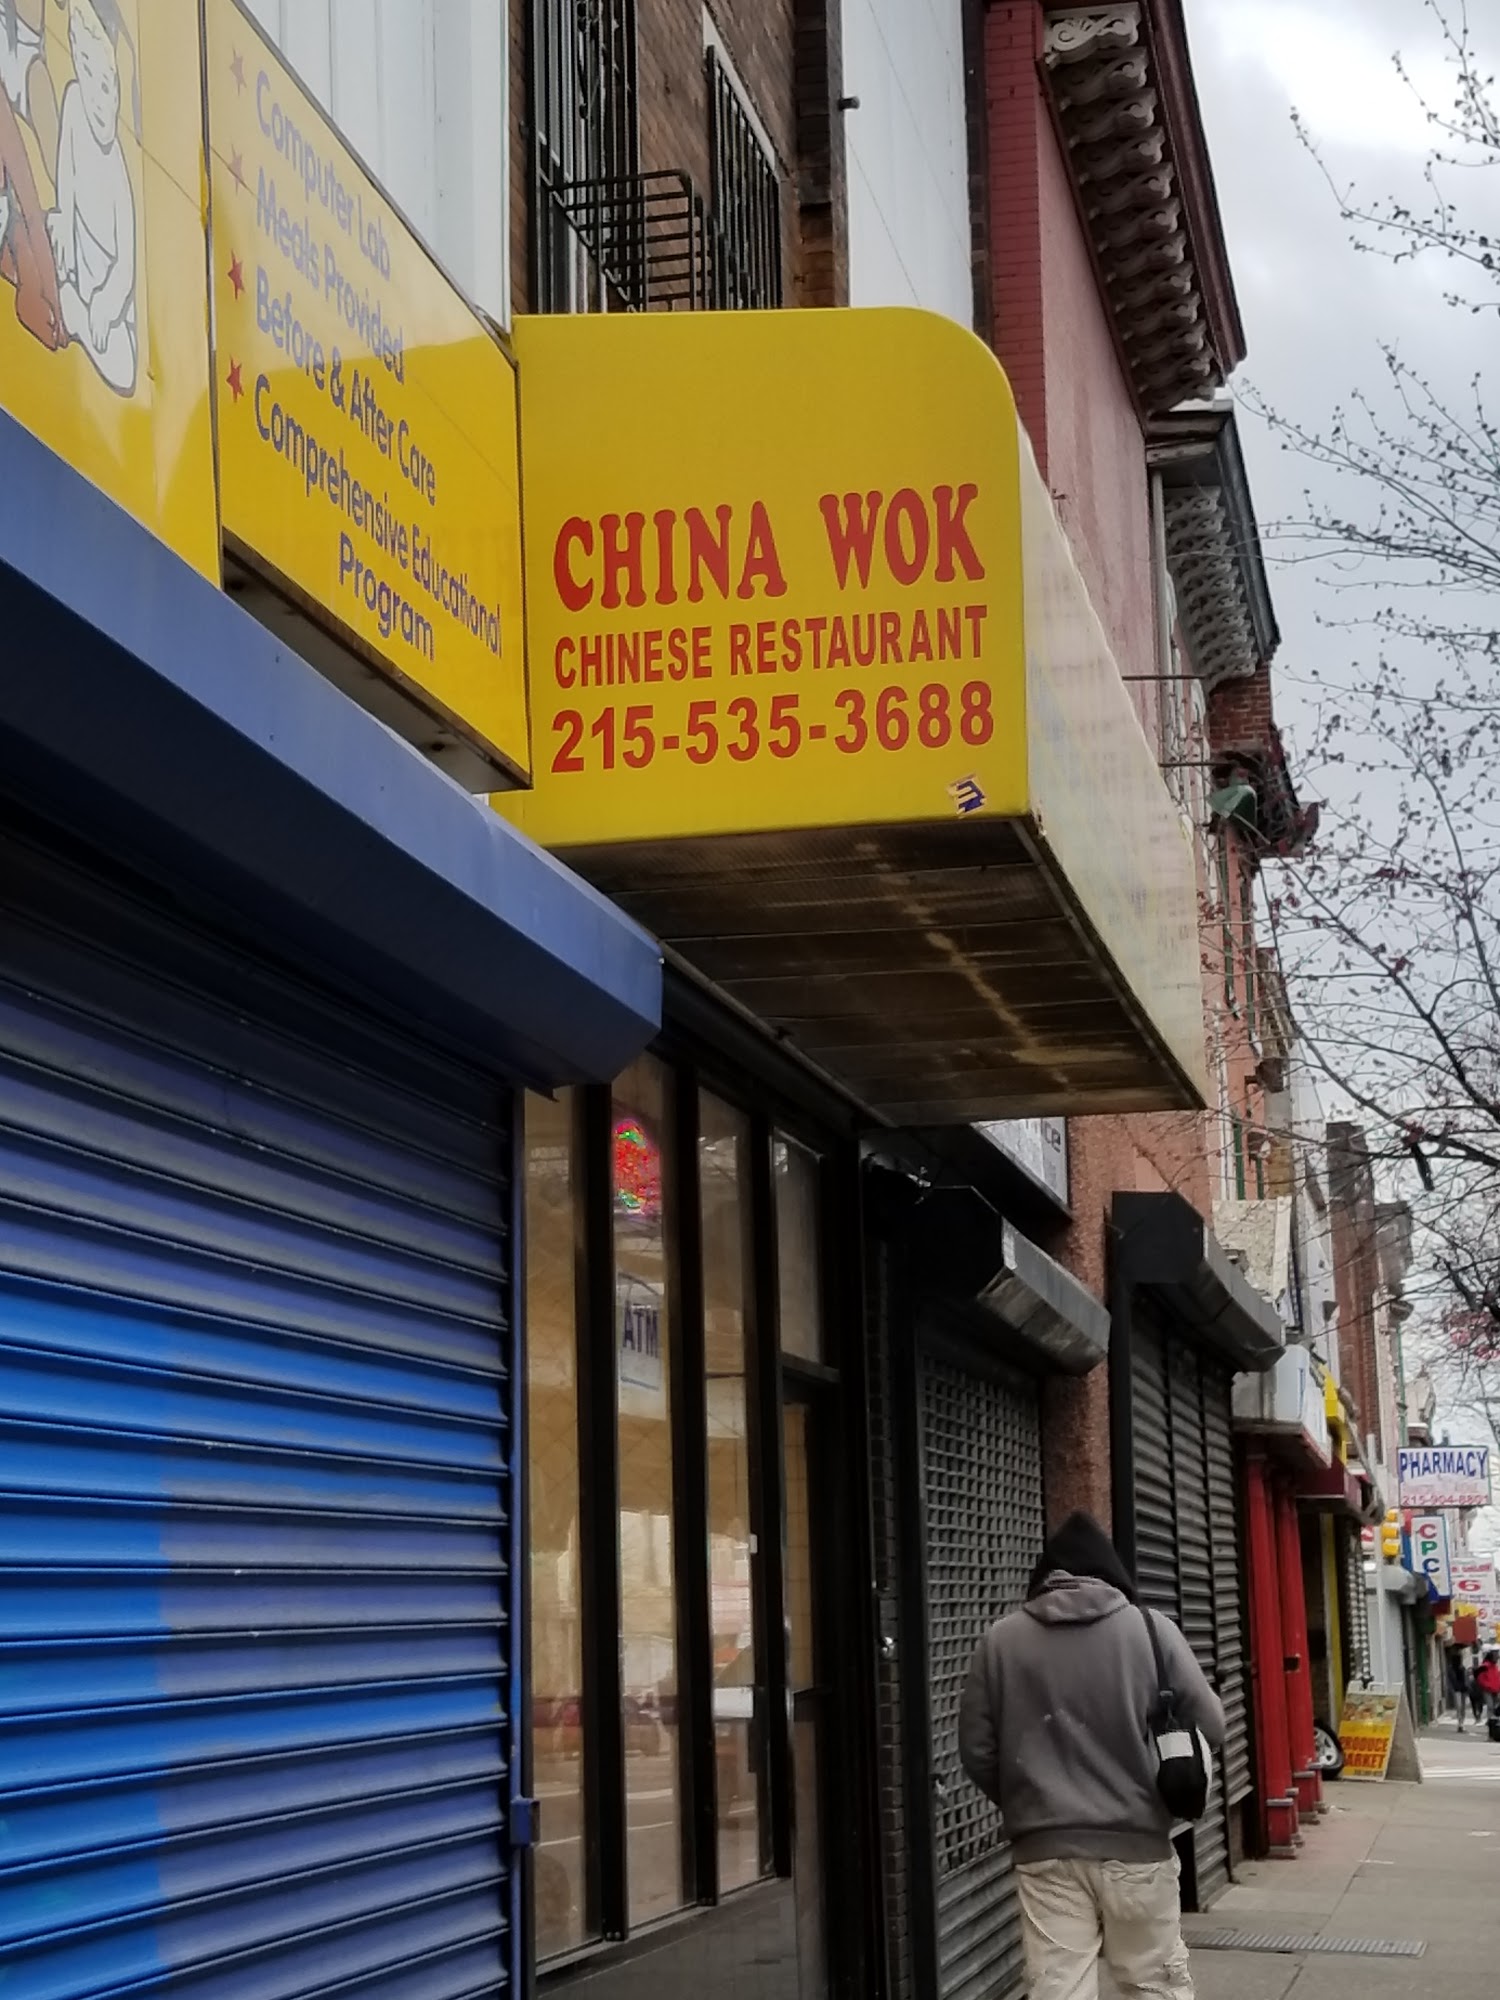 Computer Lab
Meals Provided
Before & After Care
Comprehensive Educational
Program
CHINA WOK
CHINESE RESTAURANT
215-535-3688
ATM
PHARMACY
CPC
6
PRODUCE
MARKET